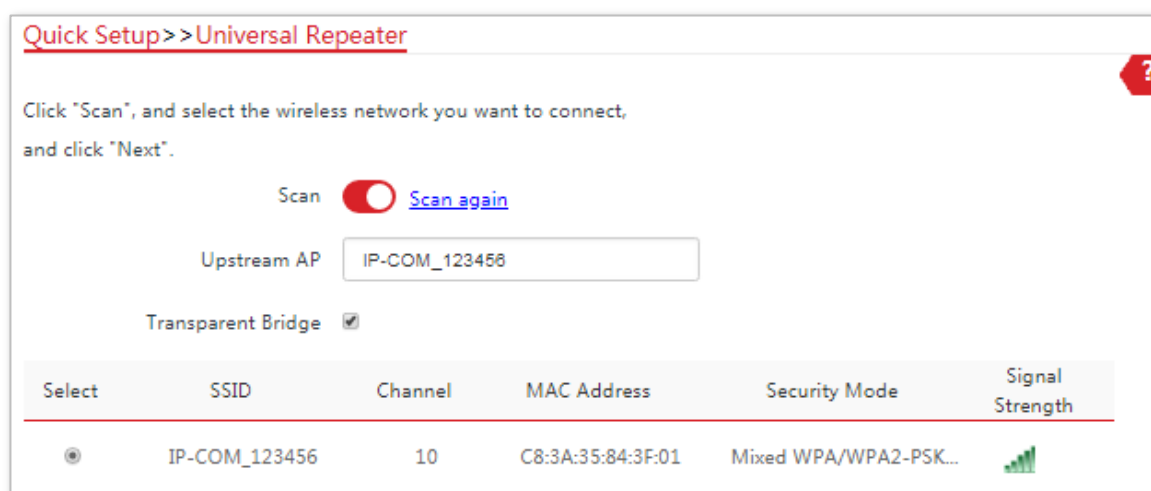 Quick Setup>>Universal Repeater
?
Click "Scan", and select the wireless network you want to connect,
and click "Next".
Scan Scan again
Upstream AP IP-COM_123456
Transparent Bridge
Select SSID Channel MAC Address Security Mode Signal Strength
IP-COM_123456 10 C8:3A:35:84:3F:01 Mixed WPA/WPA2-PSK...